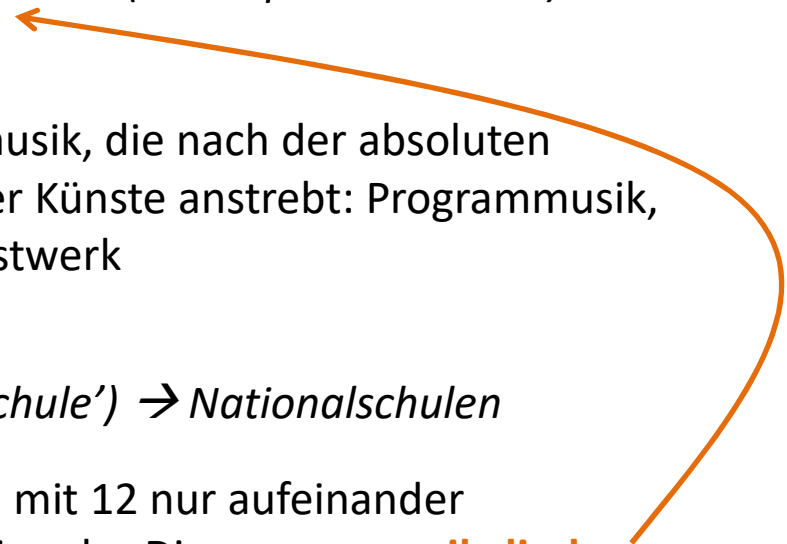 usik, die nach der absoluten
er Künste anstrebt: Programmusik,
stwerk
chule’) → Nationalschulen
mit 12 nur aufeinander